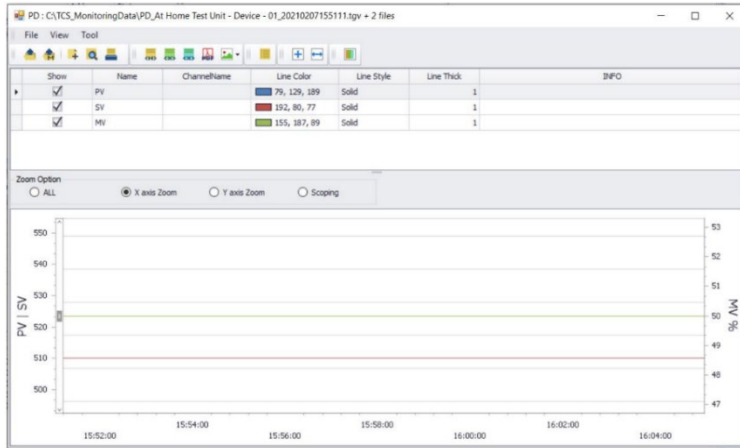 PD : C:\TCS_MonitoringData\PD_At Home Test Unit - Device - 01_20210207155111.tgv + 2 files
File View Tool
Show Name ChannelName Line Color Line Style Line Thick INFO
PV 79, 129, 189 Solid 1
SV 192, 80, 77 Solid 1
MV 155, 187, 89 Solid 1
Zoom Option
ALL X axis Zoom Y axis Zoom Scoping
PV | SV
550
540
530
520
510
500
53
52
51
50
49
48
47
MV %
15:52:00 15:54:00 15:56:00 15:58:00 16:00:00 16:02:00 16:04:00